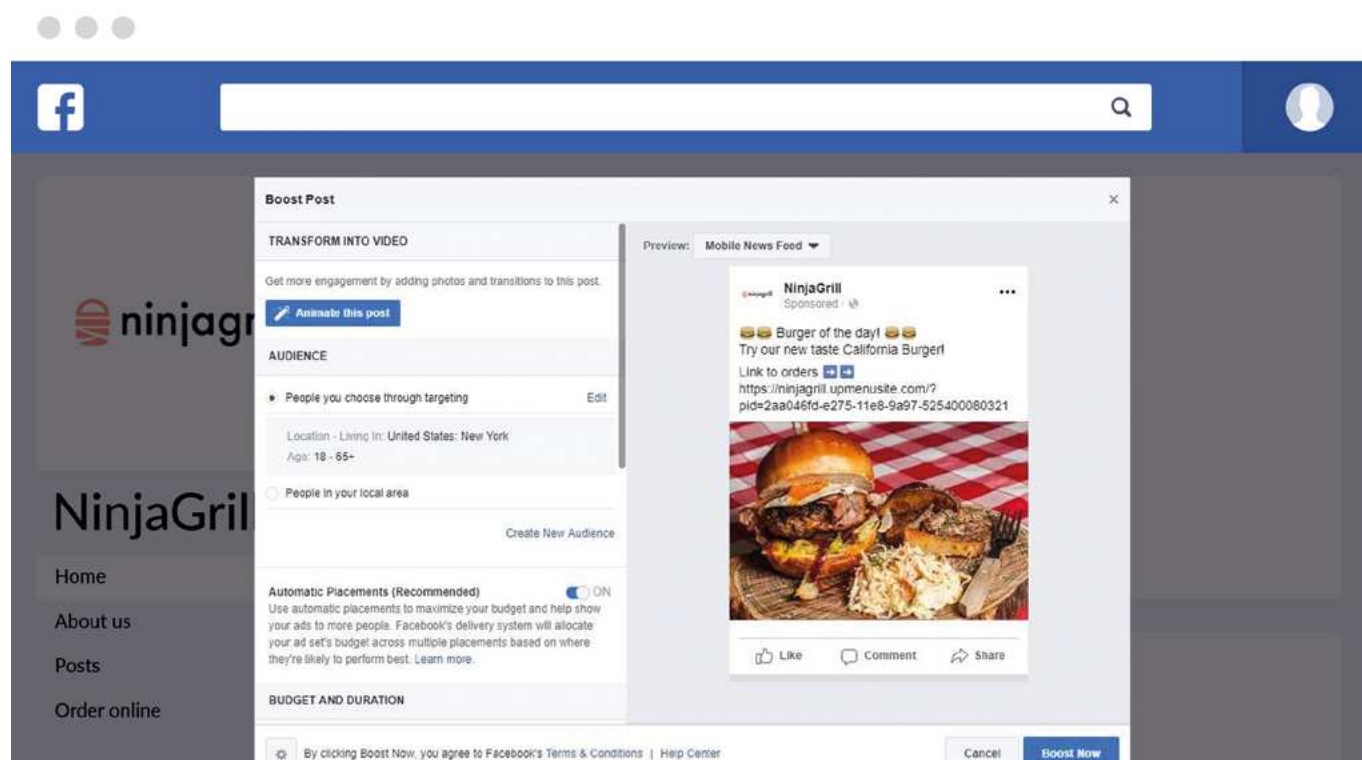 f
Boost Post
×
TRANSFORM INTO VIDEO
Get more engagement by adding photos and transitions to this post.
Animate this post
AUDIENCE
People you choose through targeting Edit
Location - Living In: United States: New York
Age: 18 - 65+
People in your local area
Create New Audience
Automatic Placements (Recommended) ON
Use automatic placements to maximize your budget and help show
your ads to more people. Facebook's delivery system will allocate
your ad set's budget across multiple placements based on where
they're likely to perform best. Learn more.
BUDGET AND DURATION
By clicking Boost Now, you agree to Facebook's Terms & Conditions | Help Center
Cancel
Boost Now
Preview: Mobile News Feed
NinjaGrill
Sponsored ·
Burger of the day!
Try our new taste California Burger!
Link to orders
https://ninjagrill.upmenusite.com/?
pid=2aa046fd-e275-11e8-9a97-525400080321
Like Comment Share
ninjagr
NinjaGril
Home
About us
Posts
Order online